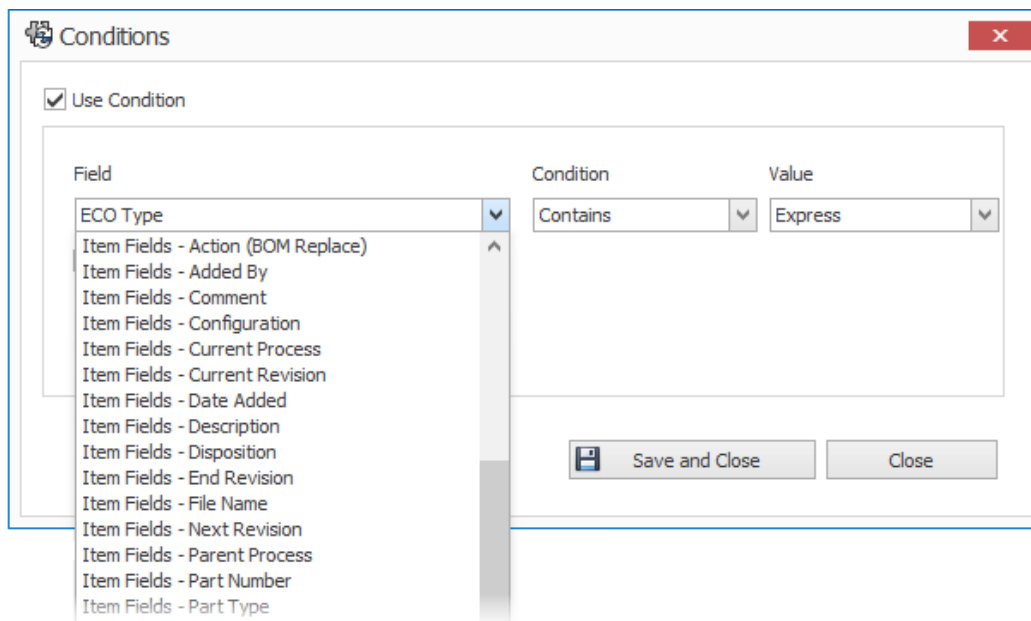 Conditions
Use Condition
Field Condition Value
ECO Type Contains Express
Item Fields - Action (BOM Replace)
Item Fields - Added By
Item Fields - Comment
Item Fields - Configuration
Item Fields - Current Process
Item Fields - Current Revision
Item Fields - Date Added
Item Fields - Description
Item Fields - Disposition
Item Fields - End Revision
Item Fields - File Name
Item Fields - Next Revision
Item Fields - Parent Process
Item Fields - Part Number
Item Fields - Part Type
Save and Close Close